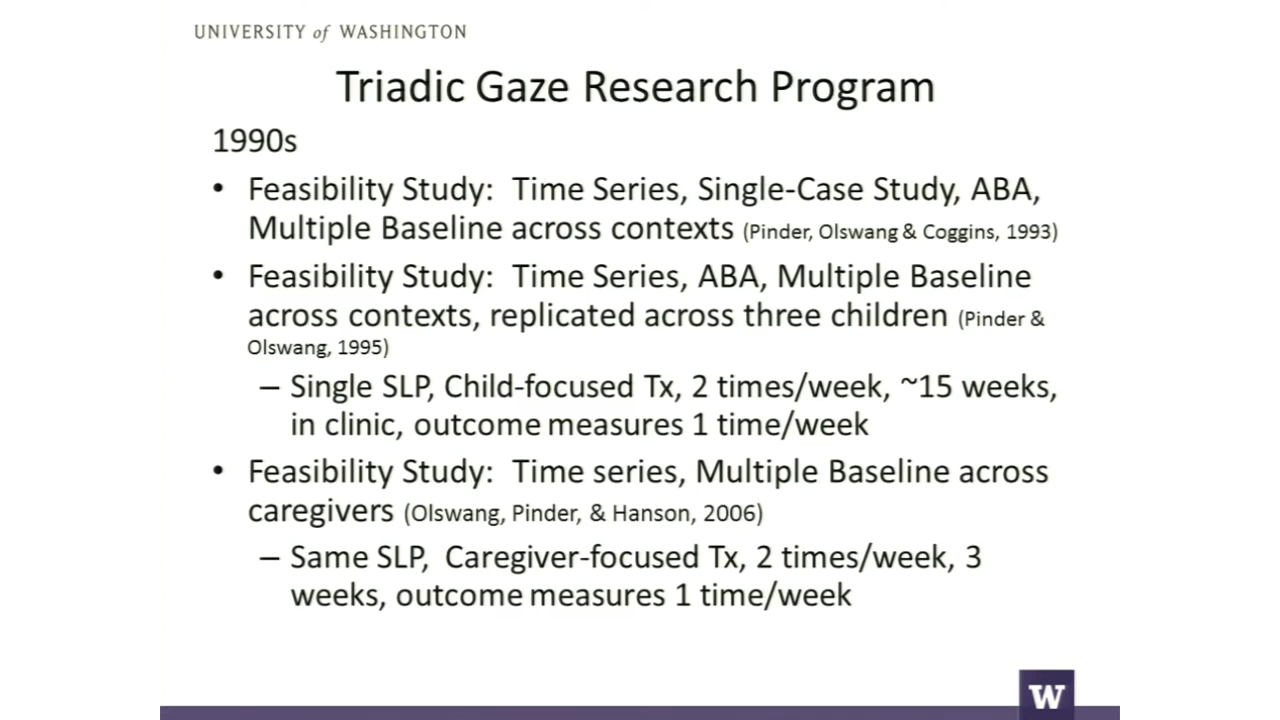 UNIVERSITY of WASHINGTON
Triadic Gaze Research Program
1990s
• Feasibility Study: Time Series, Single-Case Study, ABA,
Multiple Baseline across contexts (Pinder, Olswang & Coggins, 1993)
• Feasibility Study: Time Series, ABA, Multiple Baseline
across contexts, replicated across three children (Pinder &
Olswang, 1995)
– Single SLP, Child-focused Tx, 2 times/week, ~15 weeks,
in clinic, outcome measures 1 time/week
• Feasibility Study: Time series, Multiple Baseline across
caregivers (Olswang, Pinder, & Hanson, 2006)
– Same SLP, Caregiver-focused Tx, 2 times/week, 3
weeks, outcome measures 1 time/week
W